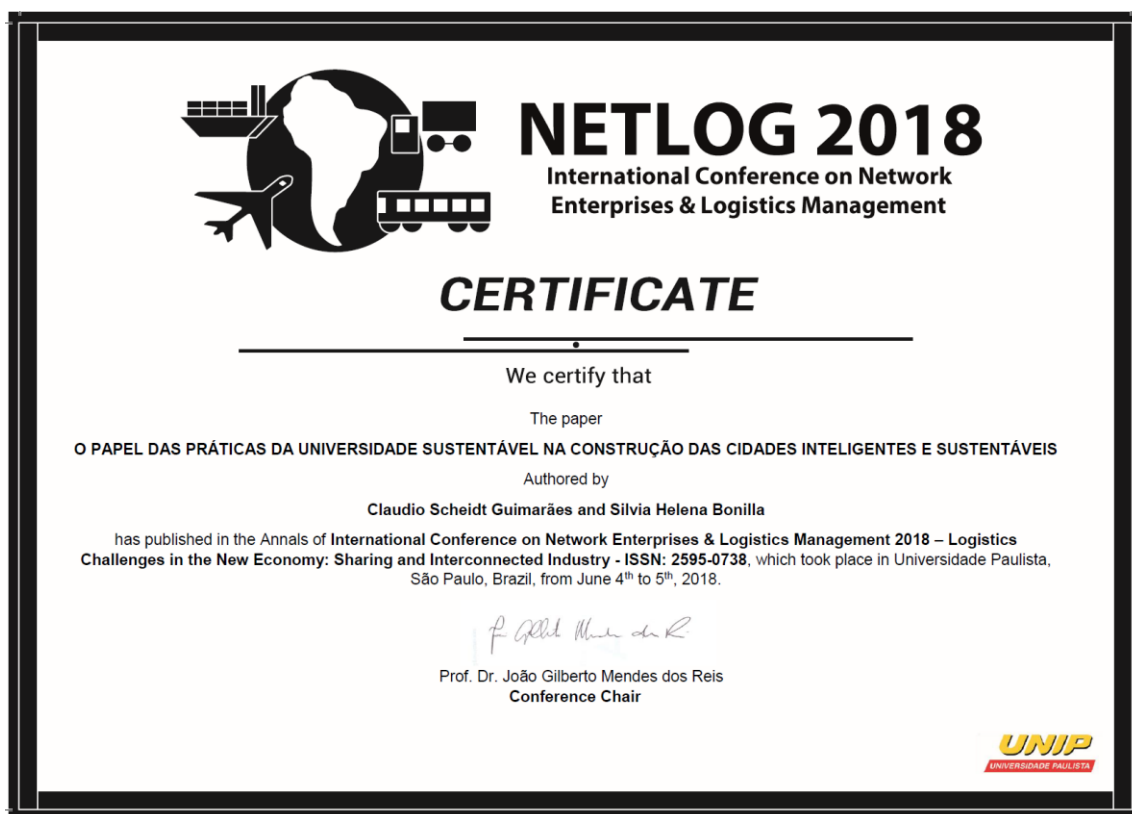 NETLOG 2018
International Conference on Network
Enterprises & Logistics Management
CERTIFICATE
We certify that
The paper
O PAPEL DAS PRÁTICAS DA UNIVERSIDADE SUSTENTÁVEL NA CONSTRUÇÃO DAS CIDADES INTELIGENTES E SUSTENTÁVEIS
Authored by
Claudio Scheidt Guimarães and Silvia Helena Bonilla
has published in the Annals of International Conference on Network Enterprises & Logistics Management 2018 – Logistics
Challenges in the New Economy: Sharing and Interconnected Industry - ISSN: 2595-0738, which took place in Universidade Paulista,
São Paulo, Brazil, from June 4th to 5th, 2018.
Prof. Dr. João Gilberto Mendes dos Reis
Conference Chair
UNIP
UNIVERSIDADE PAULISTA